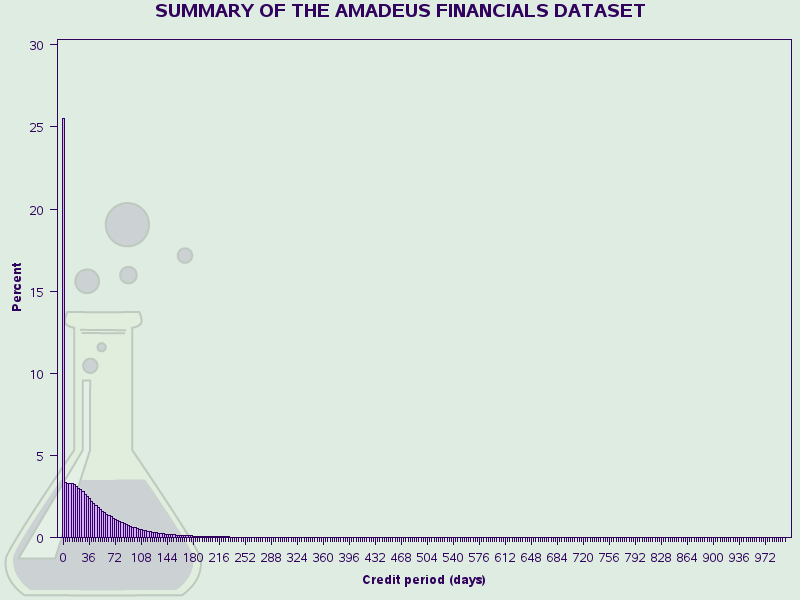 SUMMARY OF THE AMADEUS FINANCIALS DATASET
30
25
20
15
10
5
0
Percent
0 36 72 108 144 180 216 252 288 324 360 396 432 468 504 540 576 612 648 684 720 756 792 828 864 900 936 972
Credit period (days)